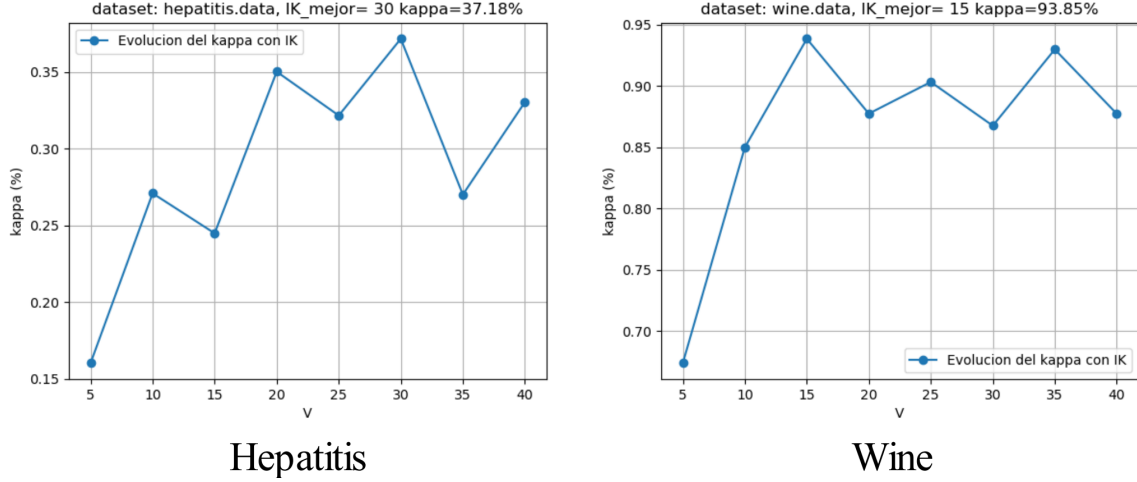 dataset: hepatitis.data, IK_mejor= 30 kappa=37.18%
Evolucion del kappa con IK
kappa (%)
0.35
0.30
0.25
0.20
0.15
5 10 15 20 25 30 35 40
V
Hepatitis
dataset: wine.data, IK_mejor= 15 kappa=93.85%
kappa (%)
0.95
0.90
0.85
0.80
0.75
0.70
Evolucion del kappa con IK
5 10 15 20 25 30 35 40
V
Wine